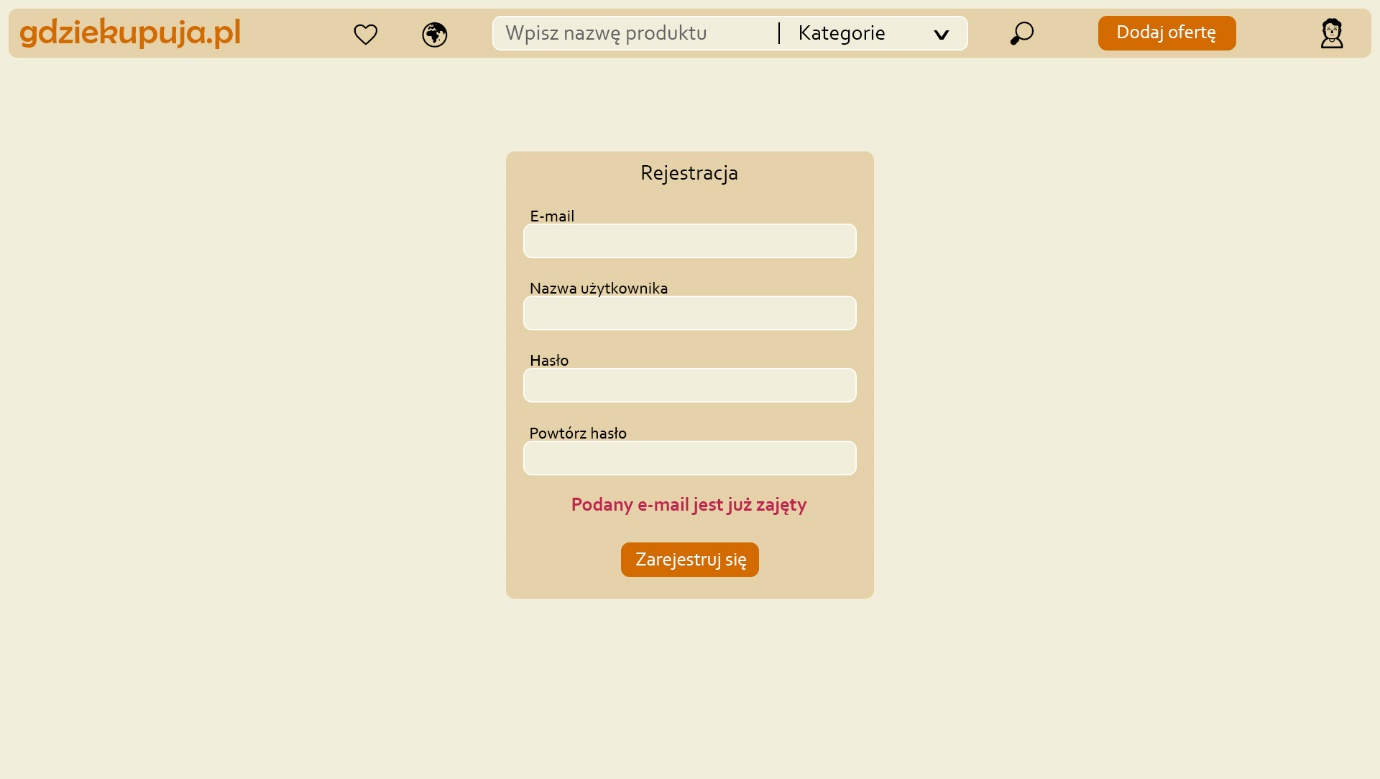 gdziekupuja.pl
Wpisz nazwę produktu | Kategorie
Dodaj ofertę
Rejestracja
E-mail
Nazwa użytkownika
Hasło
Powtórz hasło
Podany e-mail jest już zajęty
Zarejestruj się